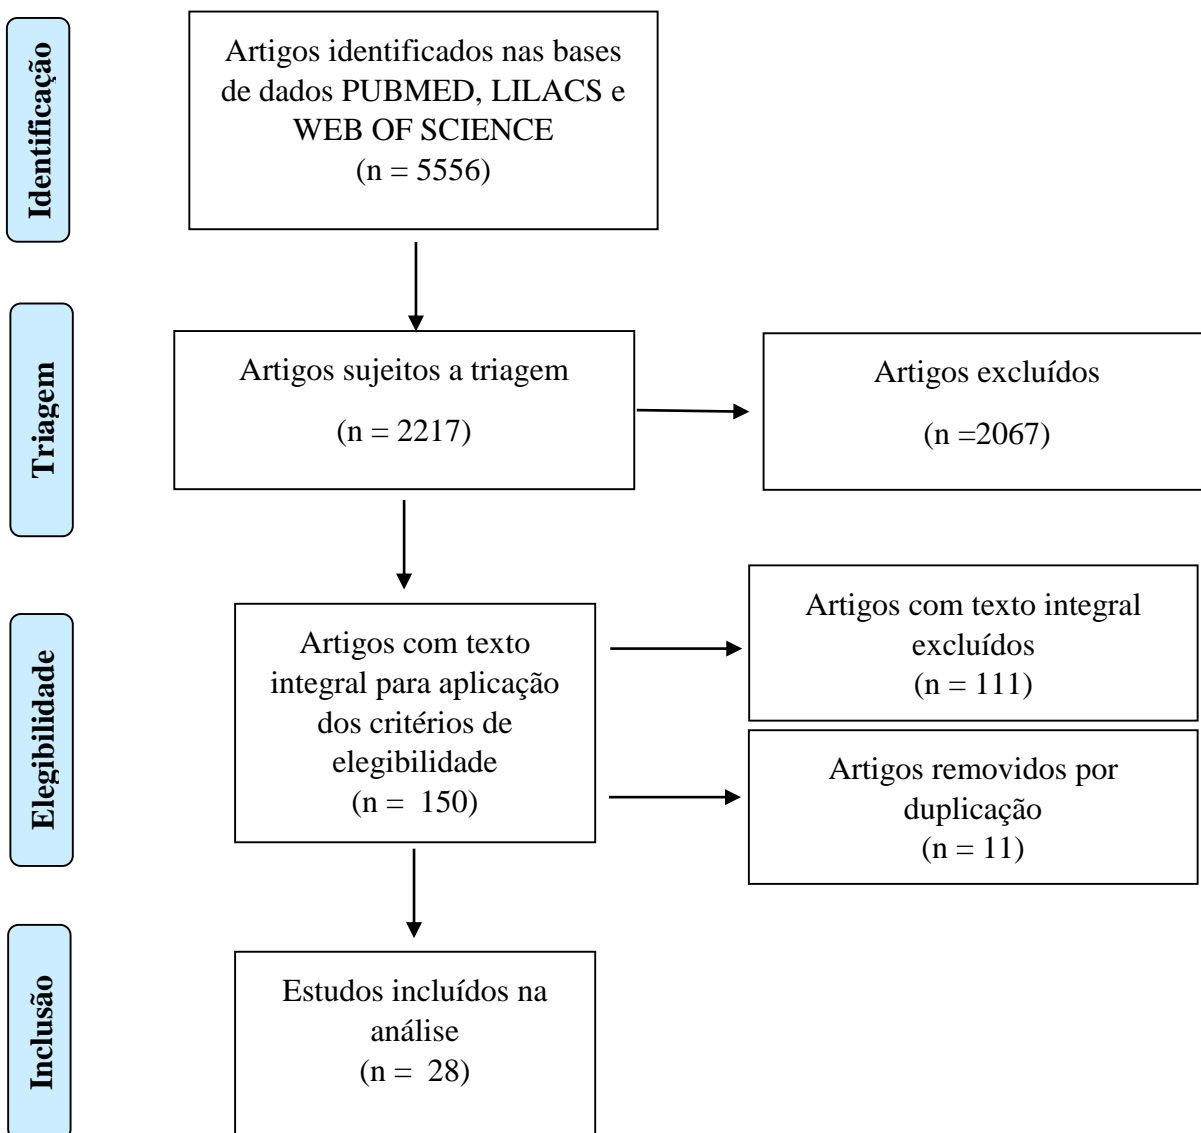 Identificação
Artigos identificados nas bases
de dados PUBMED, LILACS e
WEB OF SCIENCE
(n = 5556)
Triagem
Artigos sujeitos a triagem
(n = 2217)
Artigos excluídos
(n =2067)
Elegibilidade
Artigos com texto
integral para aplicação
dos critérios de
elegibilidade
(n = 150)
Artigos com texto integral
excluídos
(n = 111)
Artigos removidos por
duplicação
(n = 11)
Inclusão
Estudos incluídos na
análise
(n = 28)